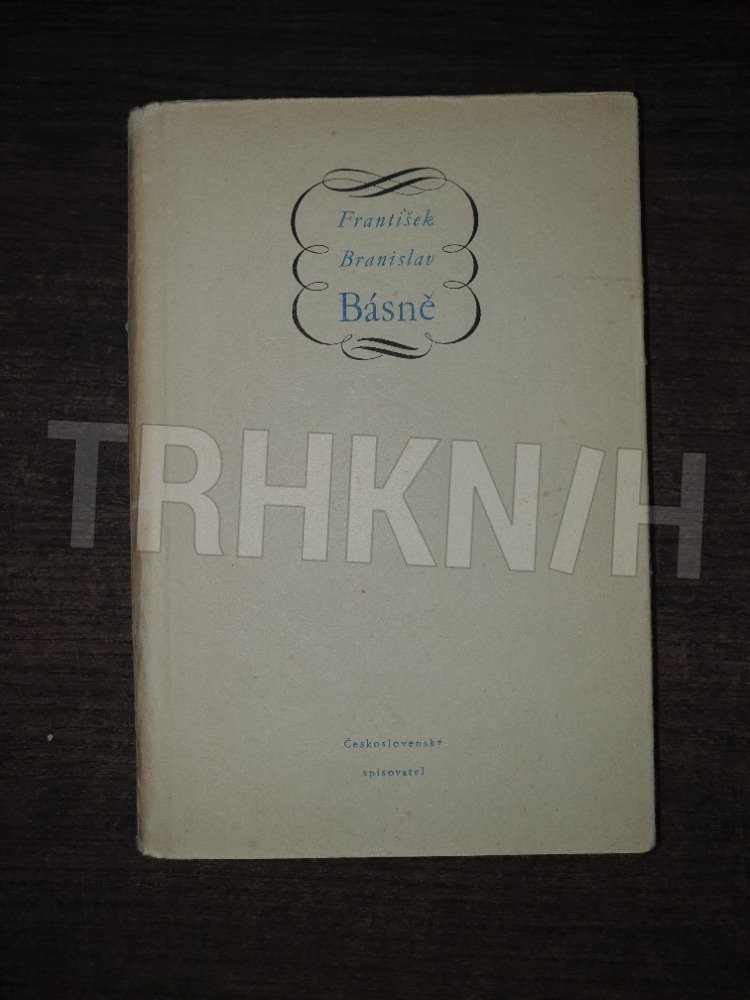 František
Branislav
Básně
TRHKNIH
Československý
spisovatel